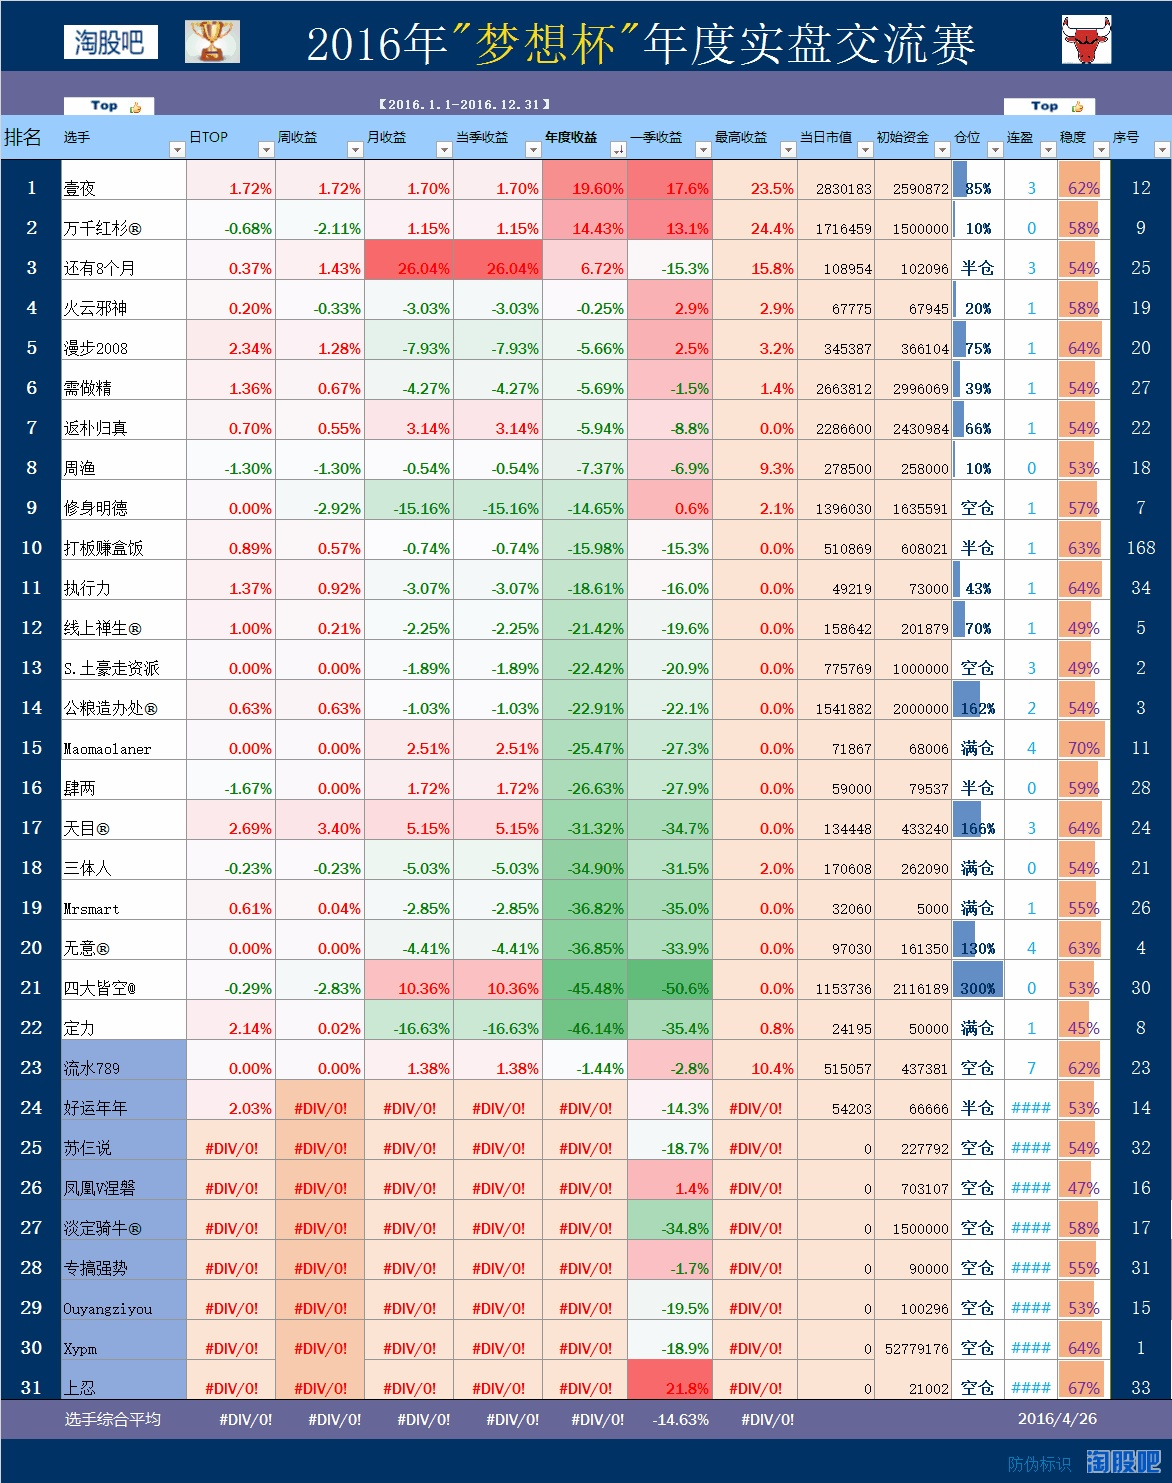 淘股吧 2016年"梦想杯"年度实盘交流赛
Top 【2016.1.1-2016.12.31】 Top
排名 选手 日TOP 周收益 月收益 当季收益 年度收益 一季收益 最高收益 当日市值 初始资金 仓位 连盈 稳度 序号
1 壹夜 1.72% 1.72% 1.70% 1.70% 19.60% 17.6% 23.5% 2830183 2590872 85% 3 62% 12
2 万千红杉® -0.68% -2.11% 1.15% 1.15% 14.43% 13.1% 24.4% 1716459 1500000 10% 0 58% 9
3 还有8个月 0.37% 1.43% 26.04% 26.04% 6.72% -15.3% 15.8% 108954 102096 半仓 3 54% 25
4 火云邪神 0.20% -0.33% -3.03% -3.03% -0.25% 2.9% 2.9% 67775 67945 20% 1 58% 19
5 漫步2008 2.34% 1.28% -7.93% -7.93% -5.66% 2.5% 3.2% 345387 366104 75% 1 64% 20
6 需做精 1.36% 0.67% -4.27% -4.27% -5.69% -1.5% 1.4% 2663812 2996069 39% 1 54% 27
7 返朴归真 0.70% 0.55% 3.14% 3.14% -5.94% -8.8% 0.0% 2286600 2430984 66% 1 54% 22
8 周渔 -1.30% -1.30% -0.54% -0.54% -7.37% -6.9% 9.3% 278500 258000 10% 0 53% 18
9 修身明德 0.00% -2.92% -15.16% -15.16% -14.65% 0.6% 2.1% 1396030 1635591 空仓 1 57% 7
10 打板赚盒饭 0.89% 0.57% -0.74% -0.74% -15.98% -15.3% 0.0% 510869 608021 半仓 1 63% 168
11 执行力 1.37% 0.92% -3.07% -3.07% -18.61% -16.0% 0.0% 49219 73000 43% 1 64% 34
12 线上禅生® 1.00% 0.21% -2.25% -2.25% -21.42% -19.6% 0.0% 158642 201879 70% 1 49% 5
13 S.土豪走资派 0.00% 0.00% -1.89% -1.89% -22.42% -20.9% 0.0% 775769 1000000 空仓 3 49% 2
14 公粮造办处® 0.63% 0.63% -1.03% -1.03% -22.91% -22.1% 0.0% 1541882 2000000 162% 2 54% 3
15 Maomaolaner 0.00% 0.00% 2.51% 2.51% -25.47% -27.3% 0.0% 71867 68006 满仓 4 70% 11
16 肆两 -1.67% 0.00% 1.72% 1.72% -26.63% -27.9% 0.0% 59000 79537 半仓 0 59% 28
17 天目® 2.69% 3.40% 5.15% 5.15% -31.32% -34.7% 0.0% 134448 433240 166% 3 64% 24
18 三体人 -0.23% -0.23% -5.03% -5.03% -34.90% -31.5% 2.0% 170608 262090 满仓 0 54% 21
19 Mrsmart 0.61% 0.04% -2.85% -2.85% -36.82% -35.0% 0.0% 32060 5000 满仓 1 55% 26
20 无意® 0.00% 0.00% -4.41% -4.41% -36.85% -33.9% 0.0% 97030 161350 130% 4 63% 4
21 四大皆空@ -0.29% -2.83% 10.36% 10.36% -45.48% -50.6% 0.0% 1153736 2116189 300% 0 53% 30
22 定力 2.14% 0.02% -16.63% -16.63% -46.14% -35.4% 0.8% 24195 50000 满仓 1 45% 8
23 流水789 0.00% 0.00% 1.38% 1.38% -1.44% -2.8% 10.4% 515057 437381 空仓 7 62% 23
24 好运年年 2.03% #DIV/0! #DIV/0! #DIV/0! #DIV/0! -14.3% #DIV/0! 54203 66666 半仓 #### 53% 14
25 苏仨说 #DIV/0! #DIV/0! #DIV/0! #DIV/0! #DIV/0! -18.7% #DIV/0! 0 227792 空仓 #### 54% 32
26 凤凰V涅磐 #DIV/0! #DIV/0! #DIV/0! #DIV/0! #DIV/0! 1.4% #DIV/0! 0 703107 空仓 #### 47% 16
27 淡定骑牛® #DIV/0! #DIV/0! #DIV/0! #DIV/0! #DIV/0! -34.8% #DIV/0! 0 1500000 空仓 #### 58% 17
28 专搞强势 #DIV/0! #DIV/0! #DIV/0! #DIV/0! #DIV/0! -1.7% #DIV/0! 0 90000 空仓 #### 55% 31
29 Ouyangziyou #DIV/0! #DIV/0! #DIV/0! #DIV/0! #DIV/0! -19.5% #DIV/0! 0 100296 空仓 #### 53% 15
30 Xypm #DIV/0! #DIV/0! #DIV/0! #DIV/0! #DIV/0! -18.9% #DIV/0! 0 52779176 空仓 #### 64% 1
31 上忍 #DIV/0! #DIV/0! #DIV/0! #DIV/0! #DIV/0! 21.8% #DIV/0! 0 21002 空仓 #### 67% 33
选手综合平均 #DIV/0! #DIV/0! #DIV/0! #DIV/0! #DIV/0! -14.63% #DIV/0! 2016/4/26
防伪标识 淘股吧